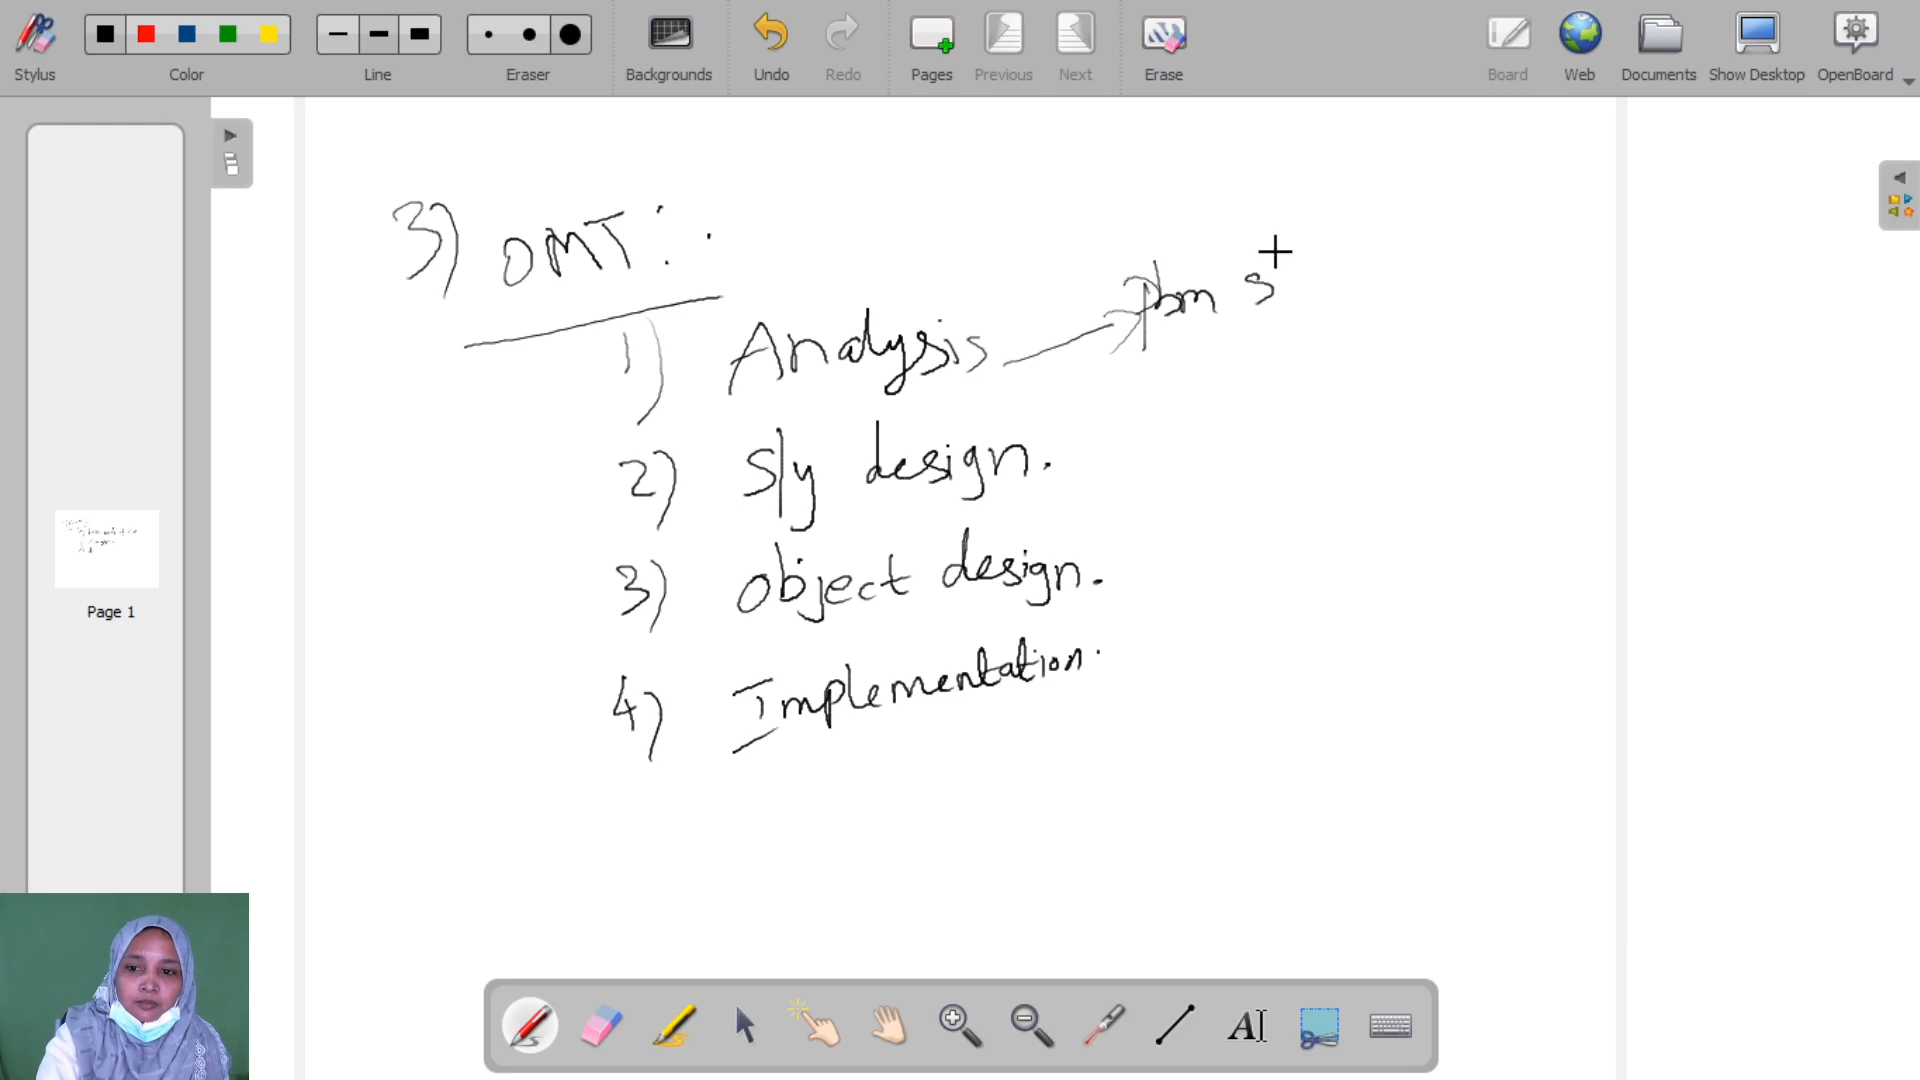 Stylus Color Line Eraser Backgrounds Undo Redo Pages Previous Next Erase Board Web Documents Show Desktop OpenBoard
3) OMT :
1) Analysis → pbm s
2) S/y design.
3) Object design.
4) Implementation.
Page 1